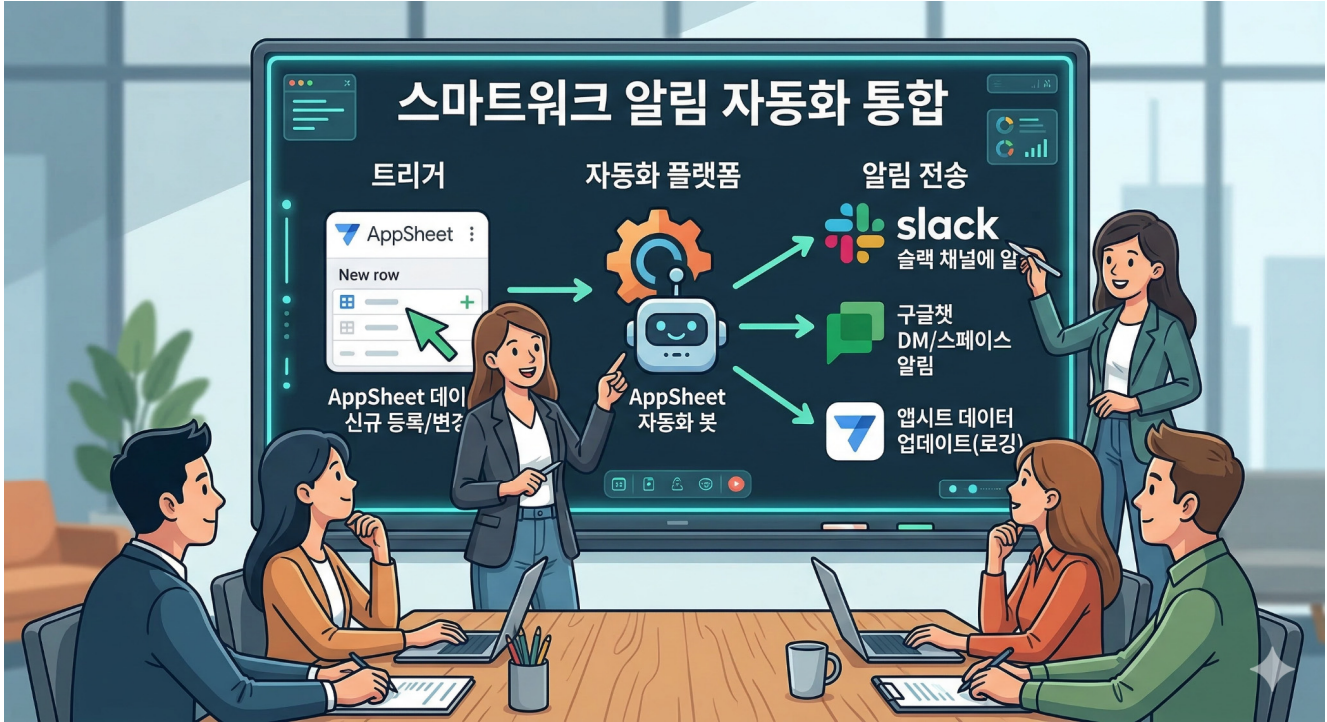 스마트워크 알림 자동화 통합
트리거
자동화 플랫폼
알림 전송
AppSheet
New row
AppSheet 데이
신규 등록/변경
AppSheet
자동화 봇
slack
슬랙 채널에 알
구글챗
DM/스페이스
알림
앱시트 데이터
업데이트(로깅)